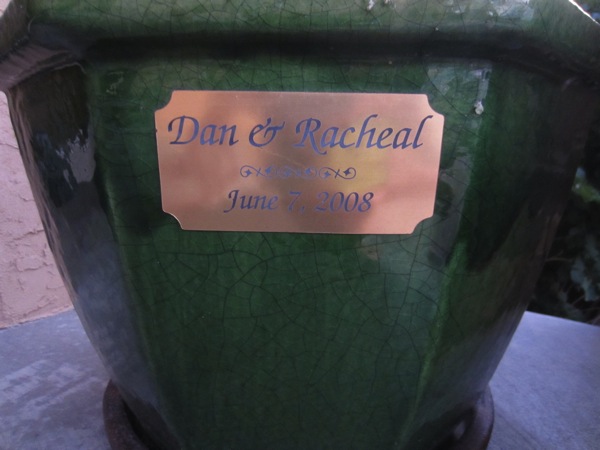 Dan & Racheal
June 7, 2008